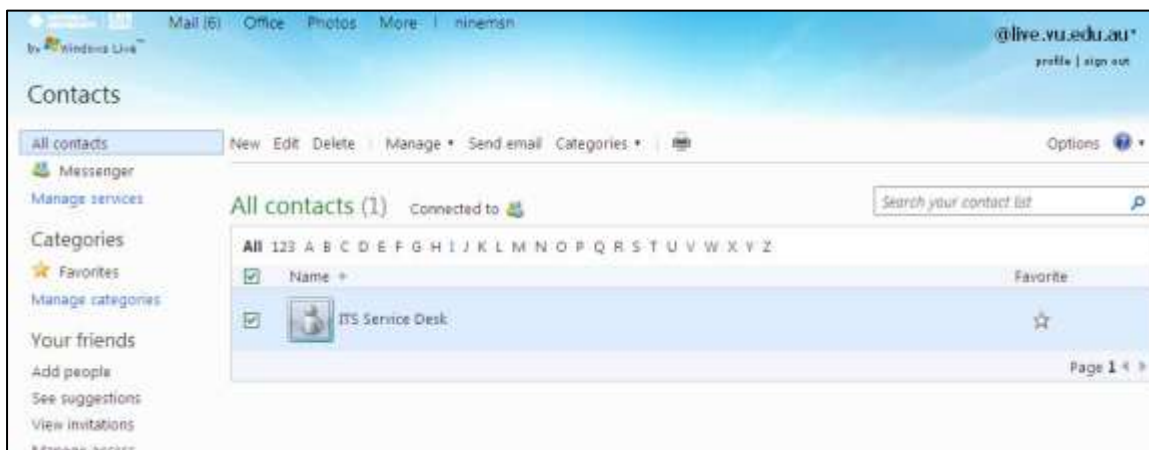 Mail (6) Office Photos More | ninemsn
by Windows Live™
@live.vu.edu.au
profile | sign out
Contacts
All contacts
Messenger
Manage services
Categories
Favorites
Manage categories
Your friends
Add people
See suggestions
View invitations
Manage access
New Edit Delete Manage Send email Categories
Options
All contacts (1) Connected to
Search your contact list
All 123 A B C D E F G H I J K L M N O P Q R S T U V W X Y Z
Name
Favorite
ITS Service Desk
Page 1